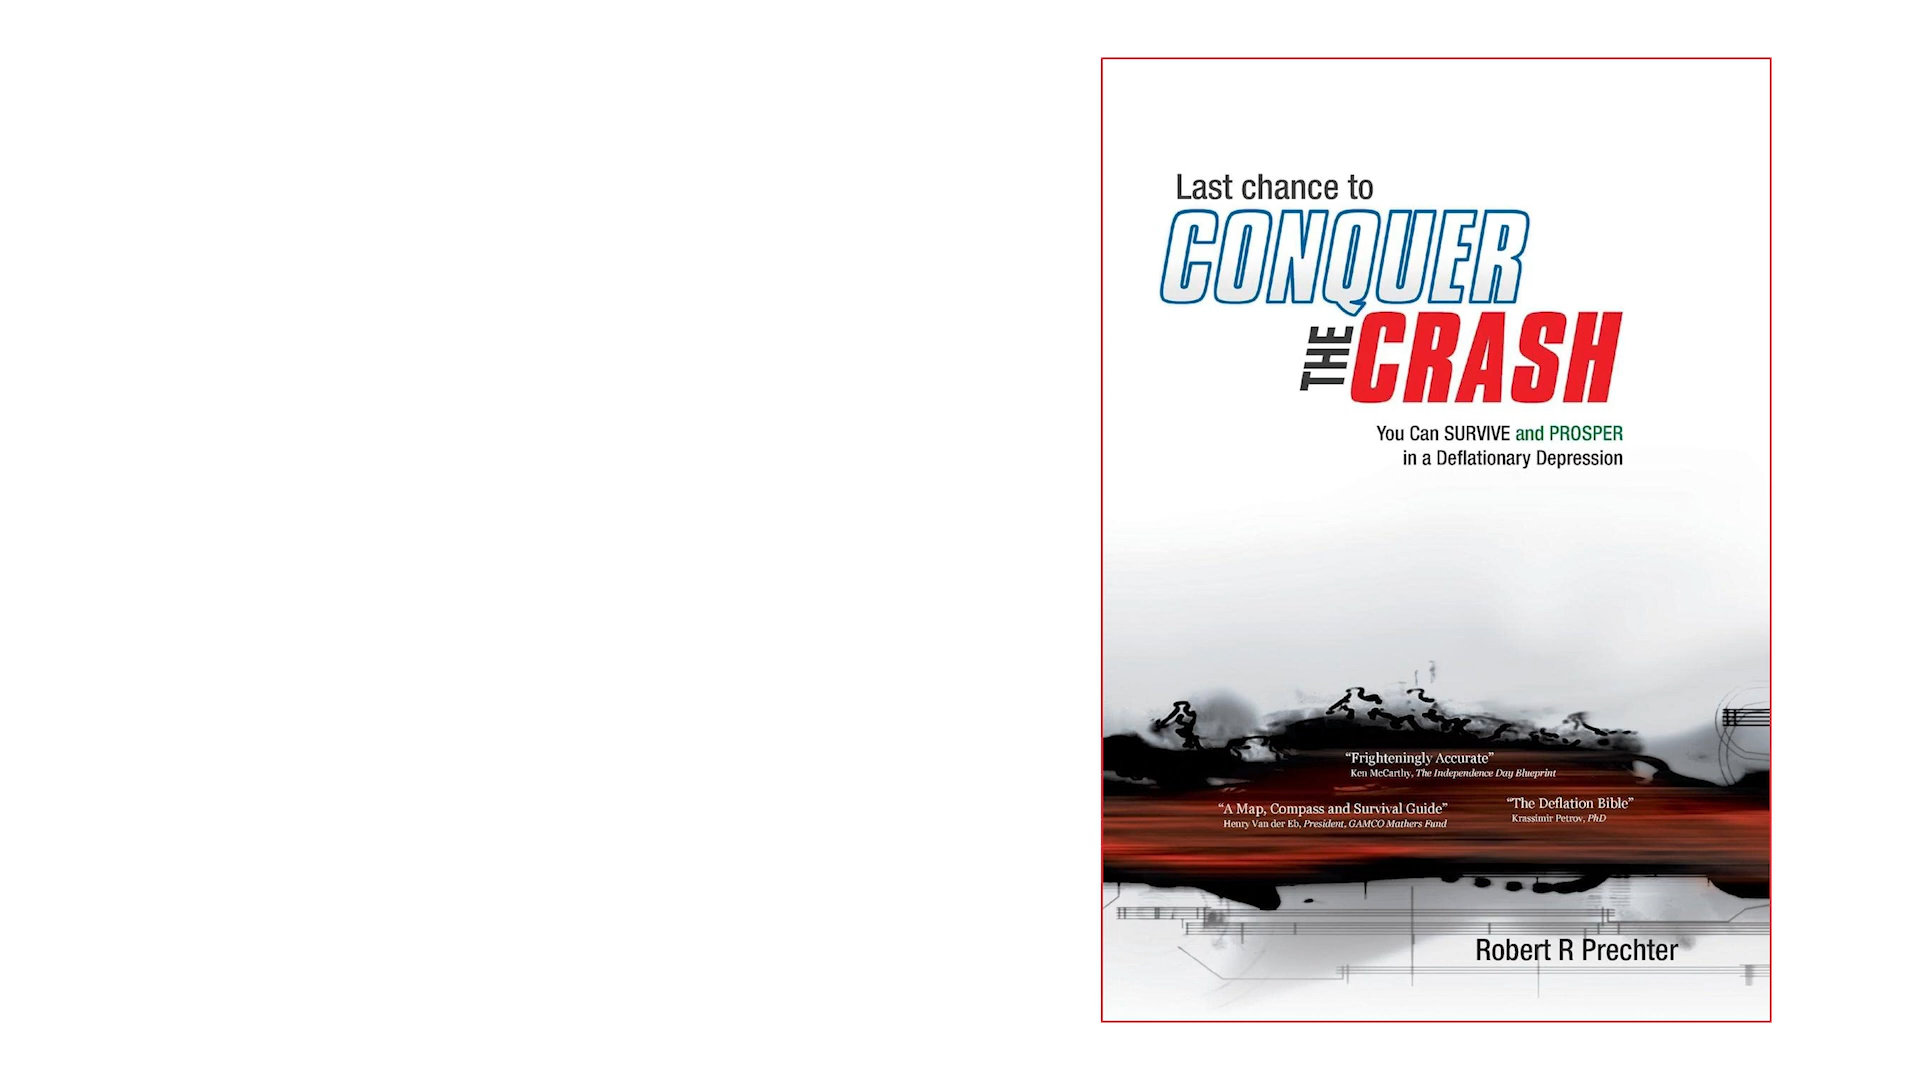 Last chance to
CONQUER
THE CRASH
You Can SURVIVE and PROSPER
in a Deflationary Depression
“Frighteningly Accurate”
Ken McCarthy, The Independence Day Blueprint
“A Map, Compass and Survival Guide”
Henry Van der Eb, President, GAMCO Mathers Fund
“The Deflation Bible”
Krassimir Petrov, PhD
Robert R Prechter